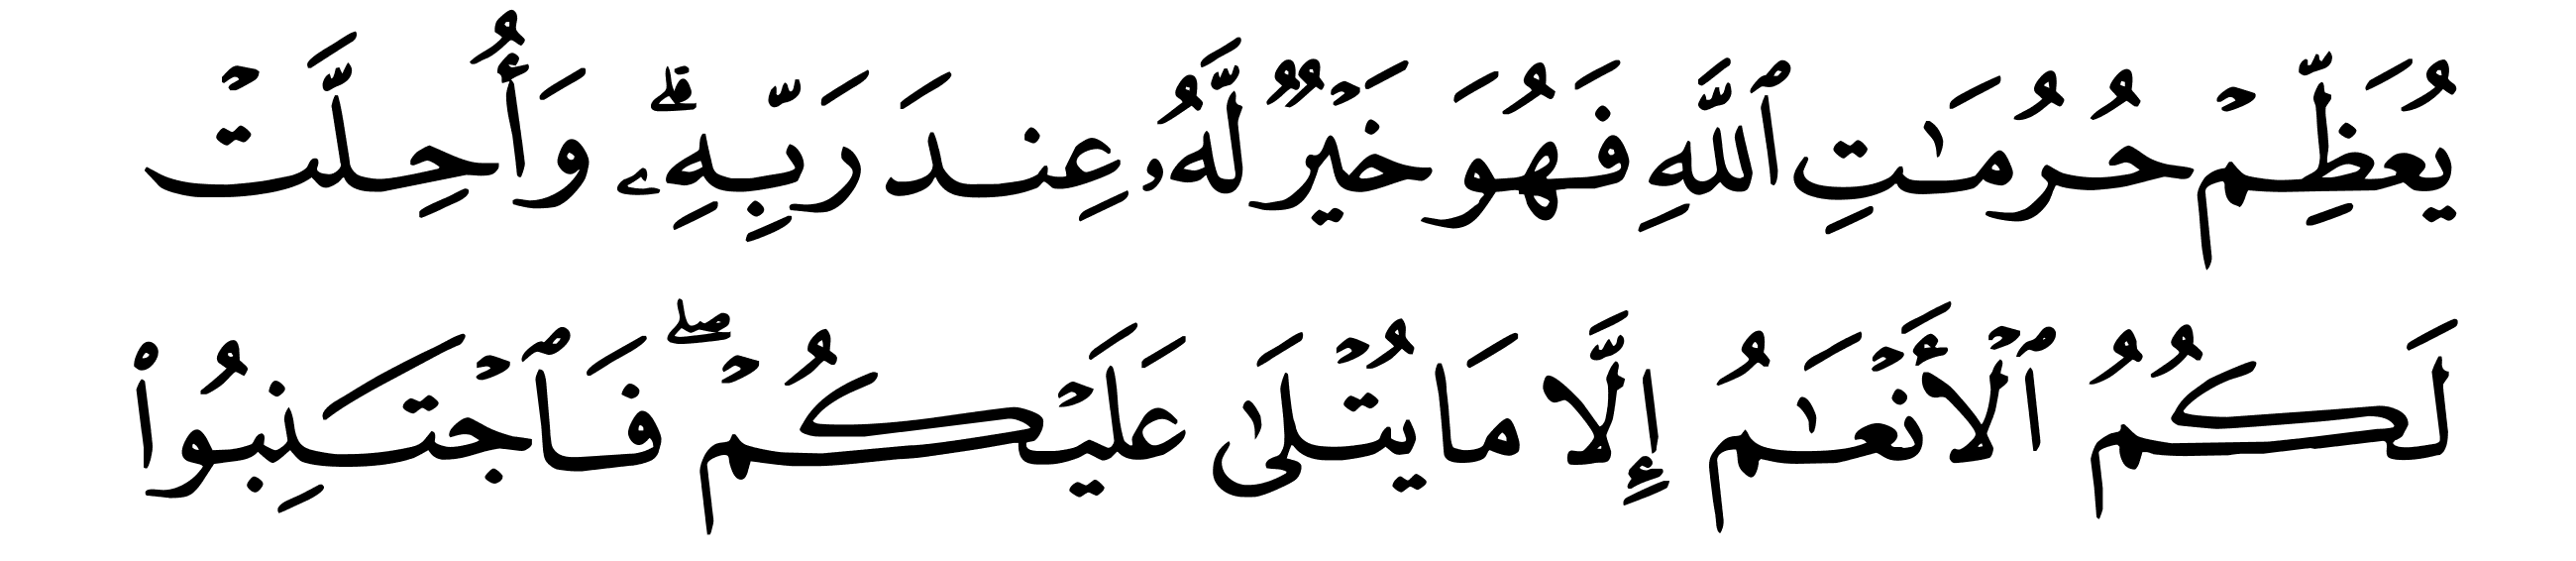 يُعَظِّمۡ حُرُمَٰتِ ٱللَّهِ فَهُوَ خَيۡرٞ لَّهُۥ عِندَ رَبِّهِۦۗ وَأُحِلَّتۡ
لَكُمُ ٱلۡأَنۡعَٰمُ إِلَّا مَا يُتۡلَىٰ عَلَيۡكُمۡۖ فَٱجۡتَنِبُواْ